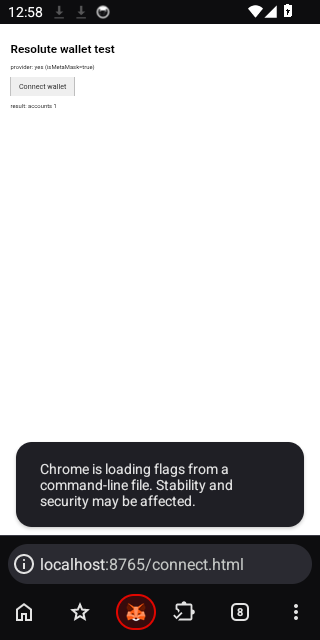 12:58
Resolute wallet test
provider: yes (isMetaMask=true)
Connect wallet
result: accounts 1
Chrome is loading flags from a
command-line file. Stability and
security may be affected.
localhost:8765/connect.html
8